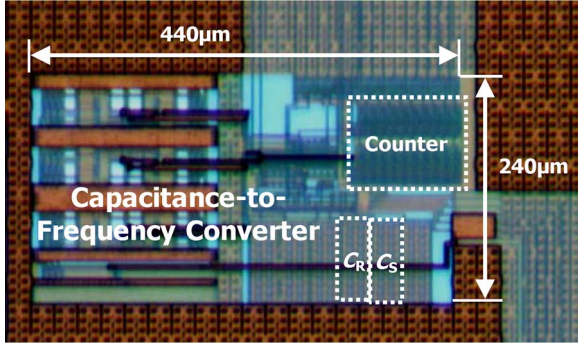 440μm
Counter
240μm
Capacitance-to-
Frequency Converter
CR
CS